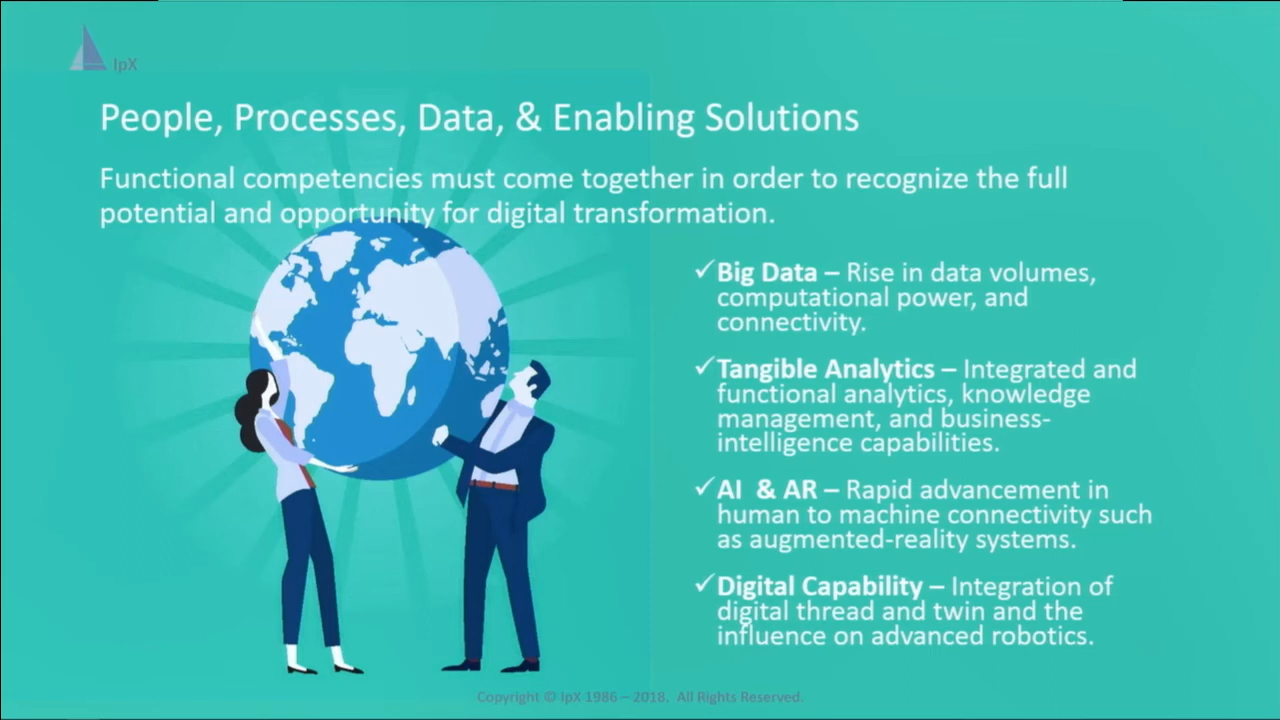 IpX
People, Processes, Data, & Enabling Solutions
Functional competencies must come together in order to recognize the full
potential and opportunity for digital transformation.
✓Big Data – Rise in data volumes,
computational power, and
connectivity.
✓Tangible Analytics – Integrated and
functional analytics, knowledge
management, and business-
intelligence capabilities.
✓AI & AR – Rapid advancement in
human to machine connectivity such
as augmented-reality systems.
✓Digital Capability – Integration of
digital thread and twin and the
influence on advanced robotics.
Copyright © IpX 1986 – 2018. All Rights Reserved.